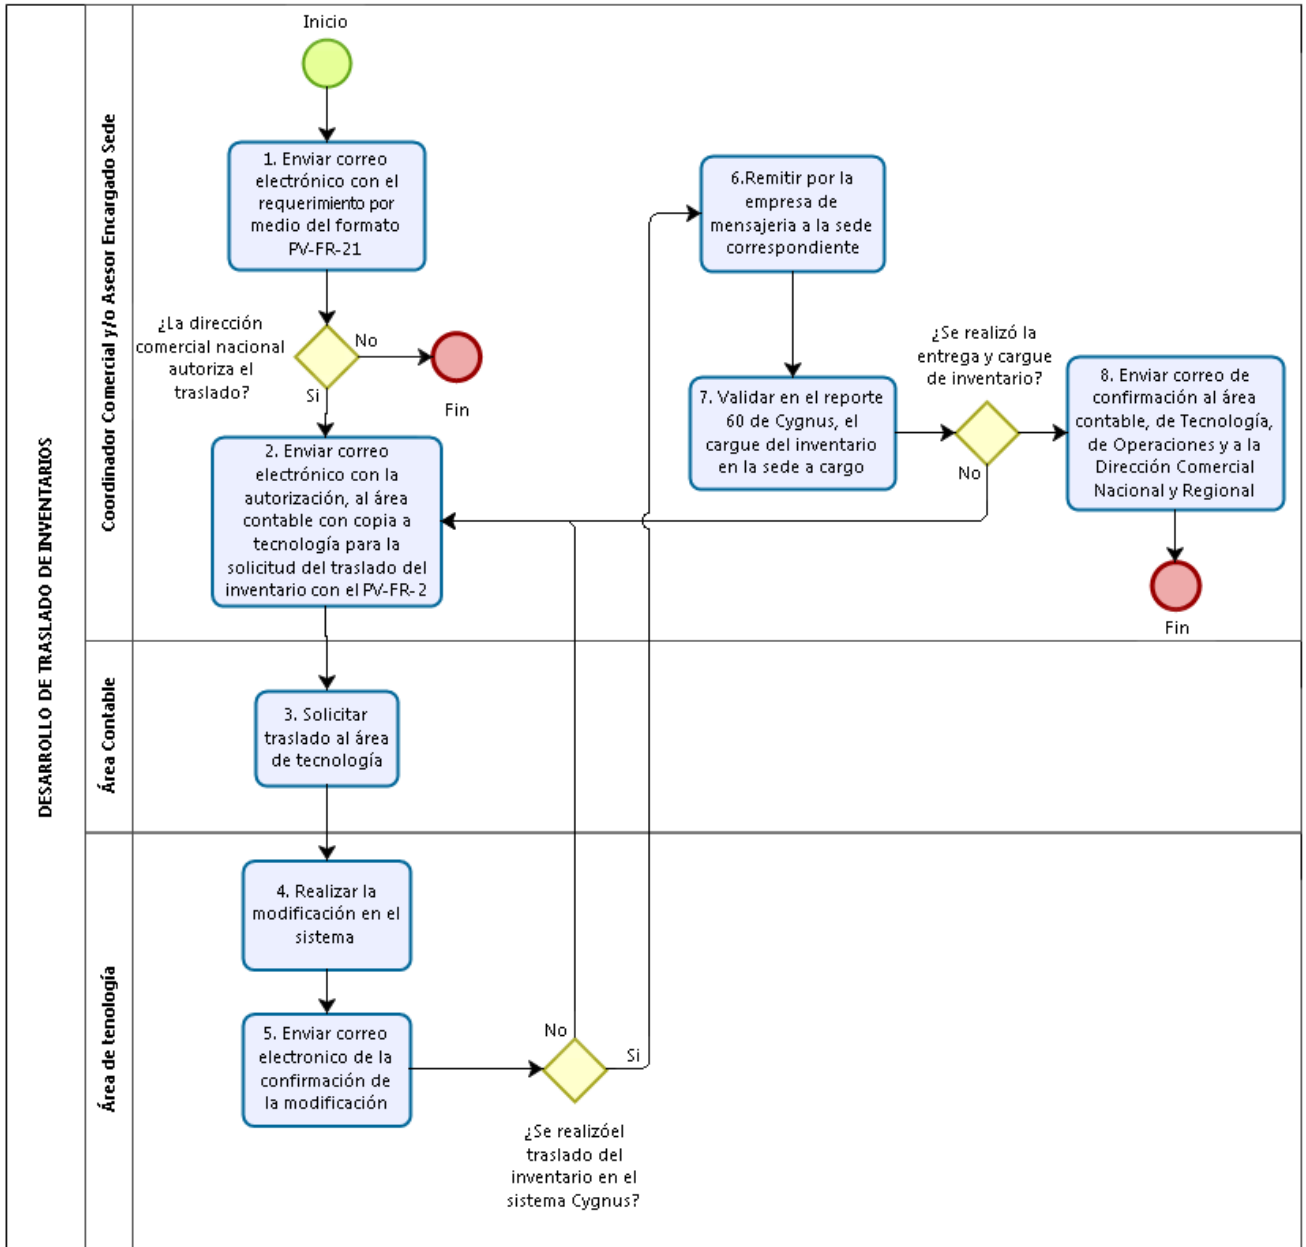 DESARROLLO DE TRASLADO DE INVENTARIOS
Coordinador Comercial y/o Asesor Encargado Sede
Inicio
1. Enviar correo
electrónico con el
requerimiento por
medio del formato
PV-FR-21
¿La dirección
comercial nacional
autoriza el
traslado?
No
Fin
Si
2. Enviar correo
electrónico con la
autorización, al área
contable con copia a
tecnología para la
solicitud del traslado del
inventario con el PV-FR-2
6.Remitir por la
empresa de
mensajeria a la sede
correspondiente
7. Validar en el reporte
60 de Cygnus, el
cargue del inventario
en la sede a cargo
¿Se realizó la
entrega y cargue
de inventario?
No
8. Enviar correo de
confirmación al área
contable, de Tecnología,
de Operaciones y a la
Dirección Comercial
Nacional y Regional
Fin
Área Contable
3. Solicitar
traslado al área
de tecnología
Área de tenología
4. Realizar la
modificación en el
sistema
5. Enviar correo
electronico de la
confirmación de
la modificación
No
Si
¿Se realizóel
traslado del
inventario en el
sistema Cygnus?